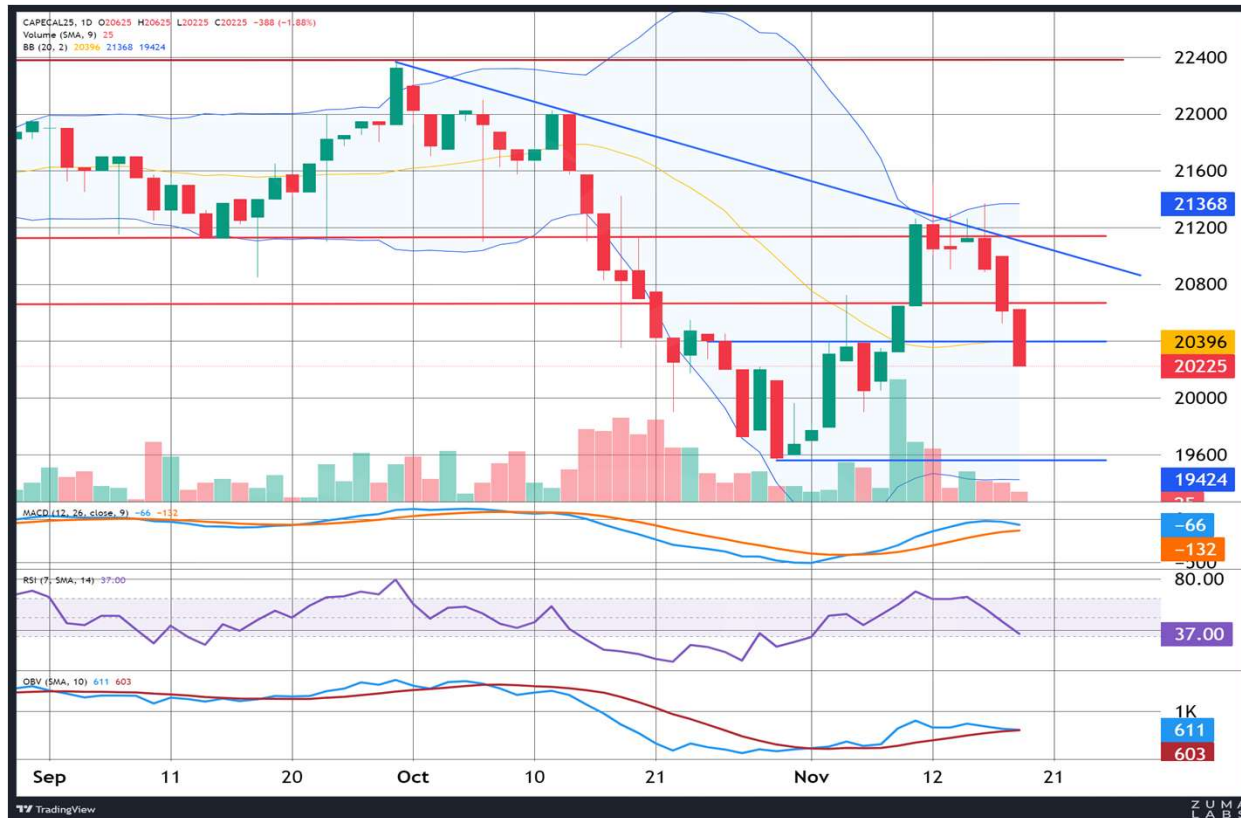 CAPECAL25, 1D O20625 H20625 L20225 C20225 −388 (−1.88%)
Volume (SMA, 9) 25
BB (20, 2) 20396 21368 19424
22400
22000
21600
21368
21200
20800
20396
20225
20000
19600
19424
MACD (12, 26, close, 9) −66 −132
−66
−132
−500
RSI (7, SMA, 14) 37.00
80.00
37.00
OBV (SMA, 10) 611 603
1K
611
603
Sep 11 20 Oct 10 21 Nov 12 21
TradingView
ZUMA
LABS